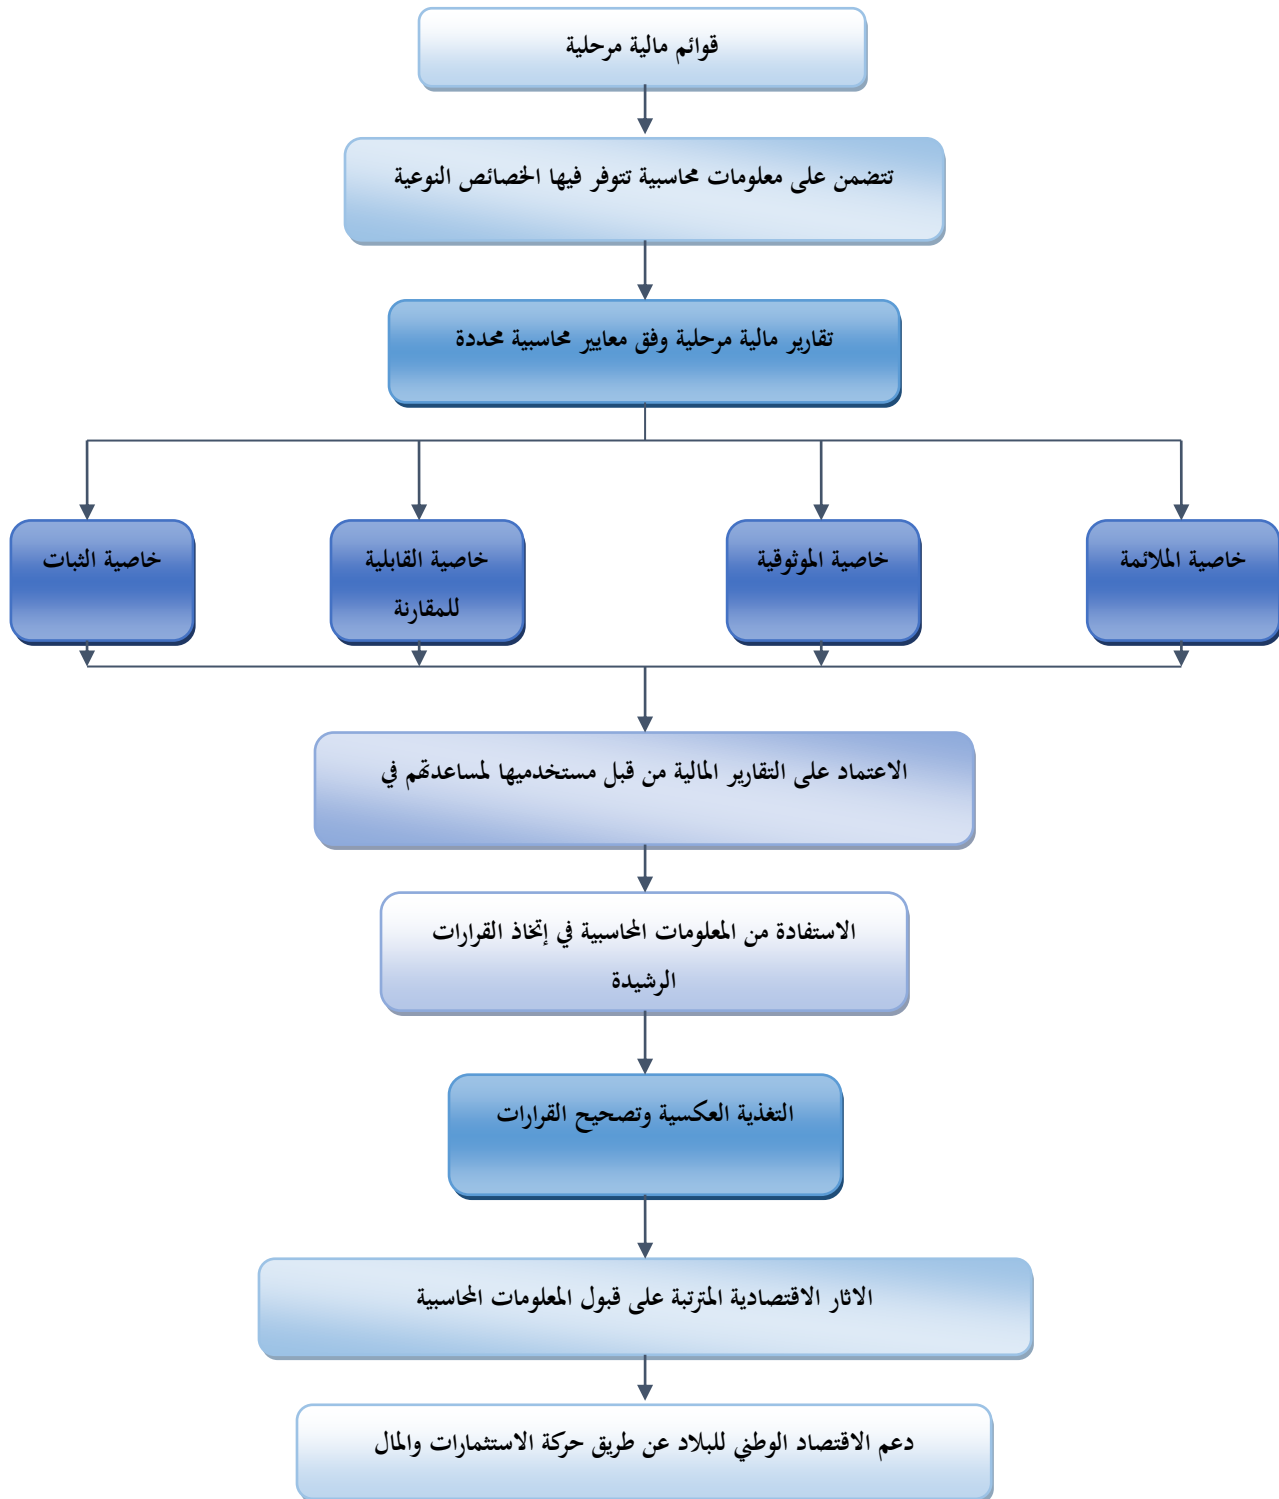 قوائم مالية مرحلية
تتضمن على معلومات محاسبية تتوفر فيها الخصائص النوعية
تقارير مالية مرحلية وفق معايير محاسبية محددة
خاصية الملائمة
خاصية الموثوقية
خاصية القابلية
للمقارنة
خاصية الثبات
الاعتماد على التقارير المالية من قبل مستخدميها لمساعدتهم في
الاستفادة من المعلومات المحاسبية في إتخاذ القرارات
الرشيدة
التغذية العكسية وتصحيح القرارات
الاثار الاقتصادية المترتبة على قبول المعلومات المحاسبية
دعم الاقتصاد الوطني للبلاد عن طريق حركة الاستثمارات والمال